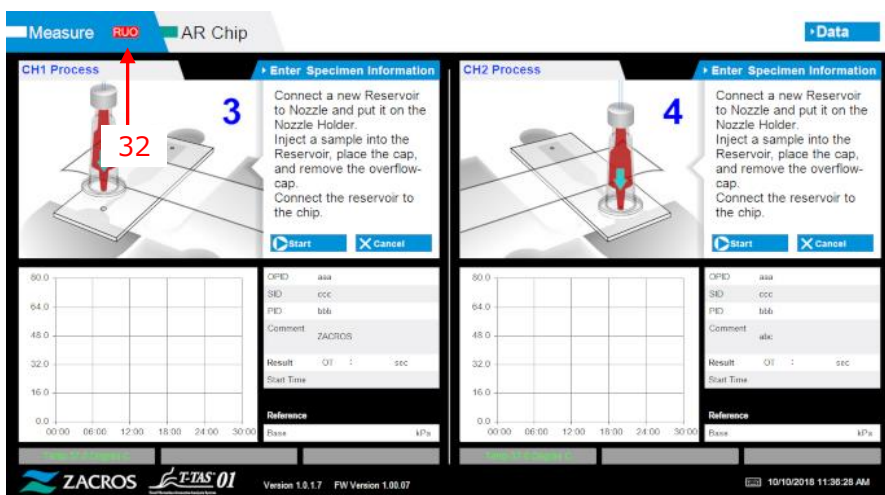 Measure RUO AR Chip
Data
CH1 Process
Enter Specimen Information
3
32
Connect a new Reservoir
to Nozzle and put it on the
Nozzle Holder.
Inject a sample into the
Reservoir, place the cap,
and remove the overflow-
cap.
Connect the reservoir to
the chip.
Start
Cancel
80.0
64.0
48.0
32.0
16.0
0.0
00:00 06:00 12:00 18:00 24:00 30:00
OPID aaa
SID ccc
PID bbb
Comment
ZACROS
Result OT : sec
Start Time
Reference
Base kPa
CH2 Process
Enter Specimen Information
4
Connect a new Reservoir
to Nozzle and put it on the
Nozzle Holder.
Inject a sample into the
Reservoir, place the cap,
and remove the overflow-
cap.
Connect the reservoir to
the chip.
Start
Cancel
80.0
64.0
48.0
32.0
16.0
0.0
00:00 06:00 12:00 18:00 24:00 30:00
OPID aaa
SID ccc
PID bbb
Comment
abc
Result OT : sec
Start Time
Reference
Base kPa
ZACROS T-TAS 01
Version 1.0.1.7 FW Version 1.00.07
10/10/2018 11:36:28 AM